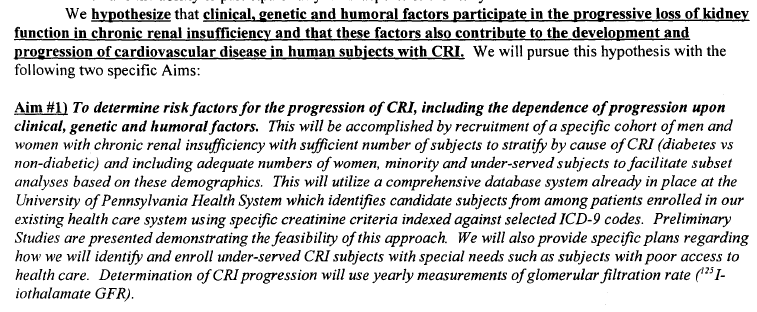 We hypothesize that clinical, genetic and humoral factors participate in the progressive loss of kidney
function in chronic renal insufficiency and that these factors also contribute to the development and
progression of cardiovascular disease in human subjects with CRI. We will pursue this hypothesis with the
following two specific Aims:
Aim #1) To determine risk factors for the progression of CRI, including the dependence of progression upon
clinical, genetic and humoral factors. This will be accomplished by recruitment of a specific cohort of men and
women with chronic renal insufficiency with sufficient number of subjects to stratify by cause of CRI (diabetes vs
non-diabetic) and including adequate numbers of women, minority and under-served subjects to facilitate subset
analyses based on these demographics. This will utilize a comprehensive database system already in place at the
University of Pennsylvania Health System which identifies candidate subjects from among patients enrolled in our
existing health care system using specific creatinine criteria indexed against selected ICD-9 codes. Preliminary
Studies are presented demonstrating the feasibility of this approach. We will also provide specific plans regarding
how we will identify and enroll under-served CRI subjects with special needs such as subjects with poor access to
health care. Determination of CRI progression will use yearly measurements of glomerular filtration rate (¹²⁵I-
iothalamate GFR).